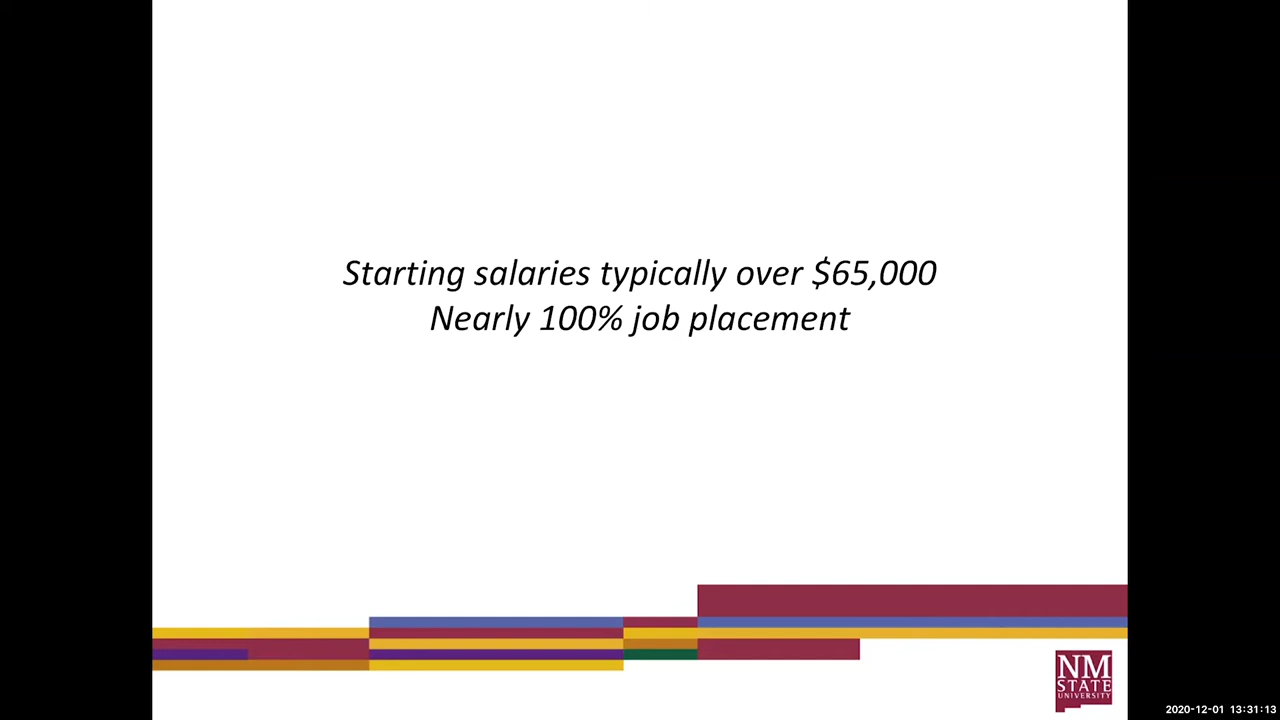 Starting salaries typically over $65,000
Nearly 100% job placement
NM
STATE
UNIVERSITY
2020-12-01 13:31:13